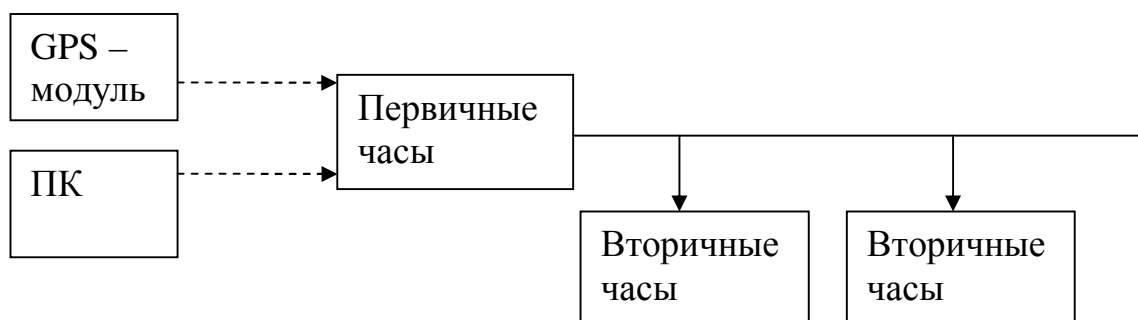 GPS –
модуль
Первичные
часы
ПК
Вторичные
часы
Вторичные
часы